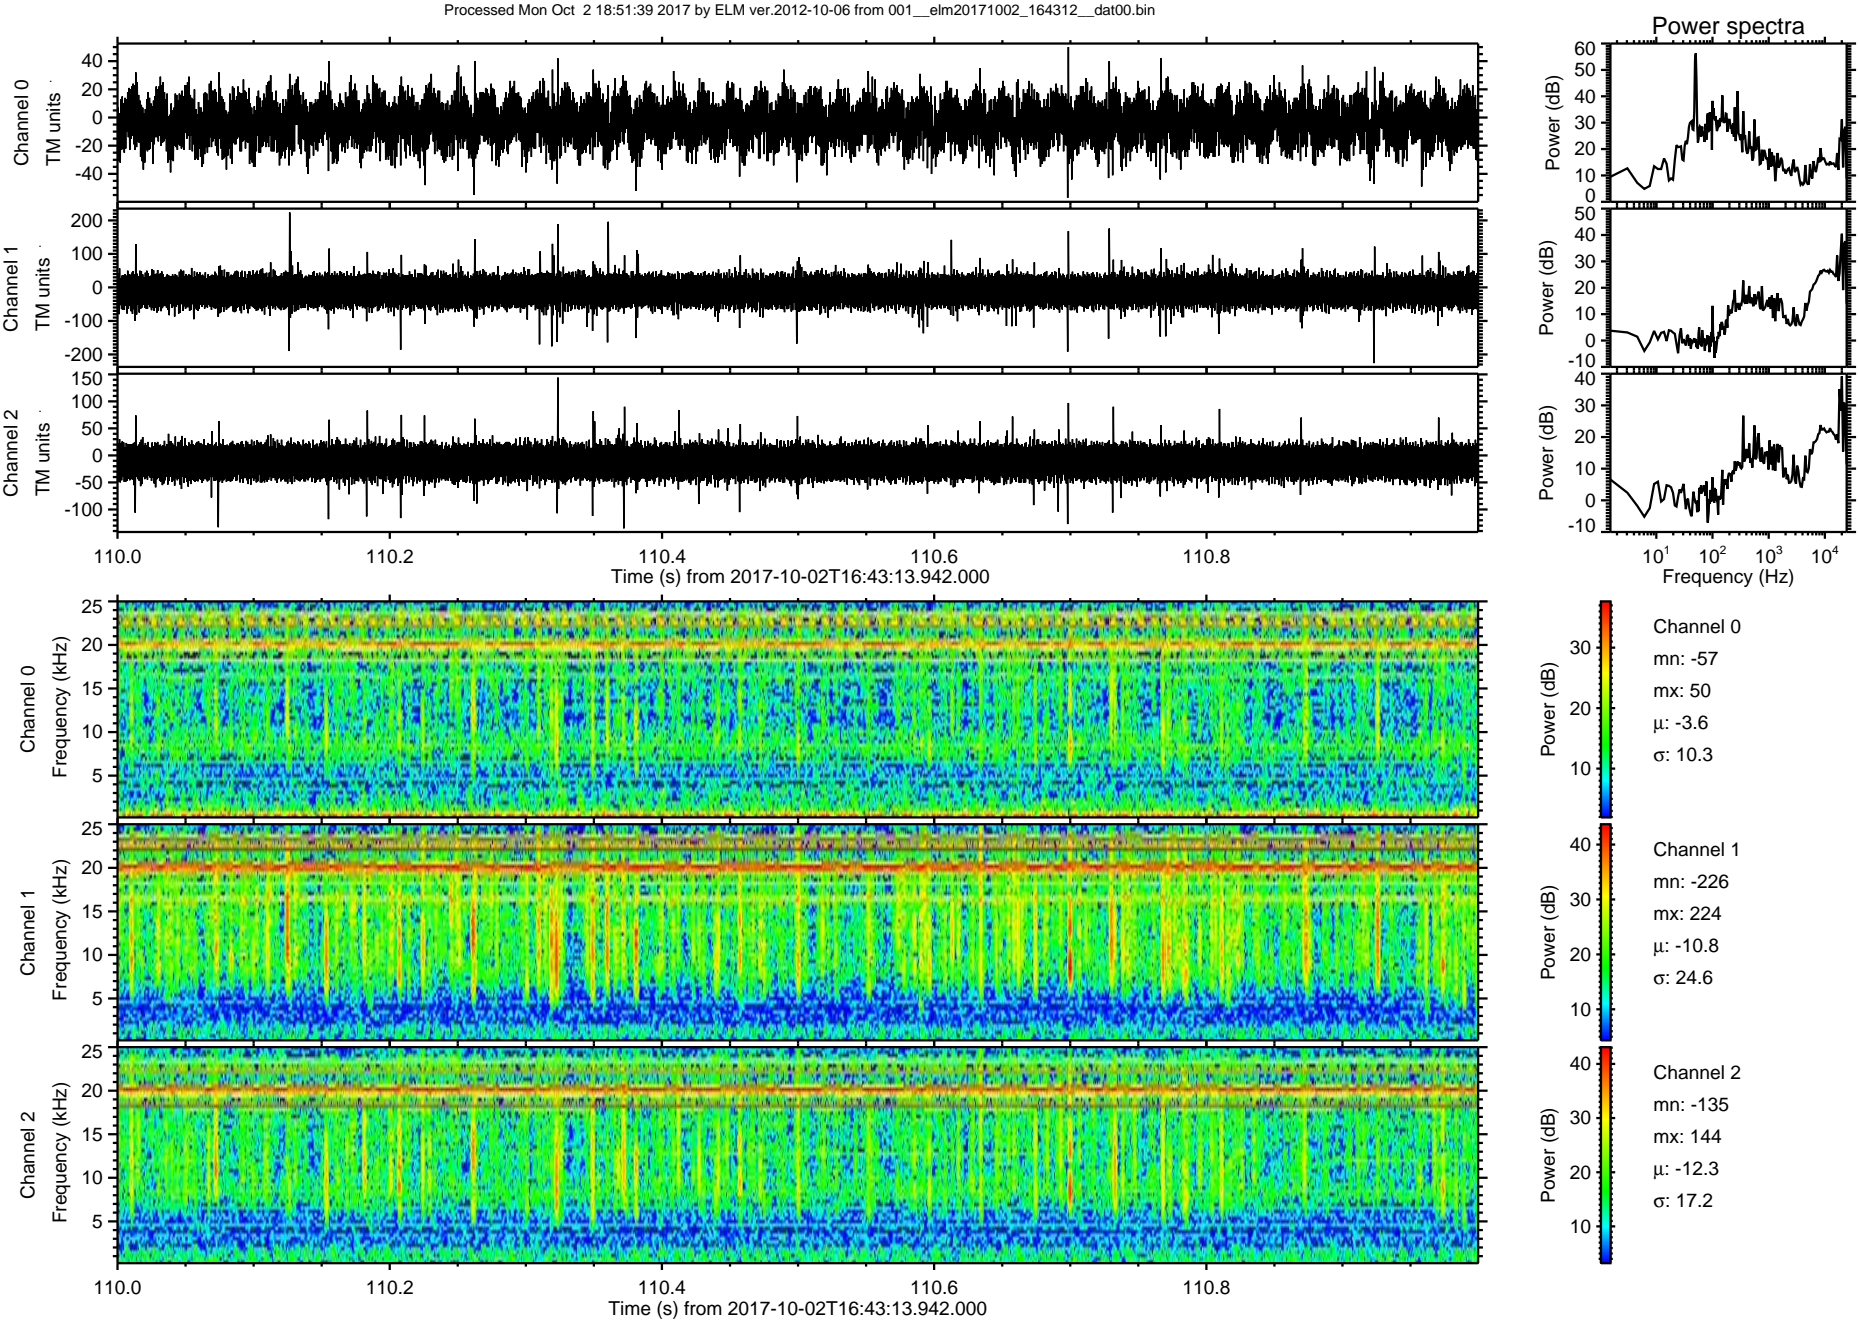 Processed Mon Oct  2 18:51:39 2017 by ELM ver.2012-10-06 from 001__elm20171002_164312__dat00.bin
Power spectra
Channel 0
TM units
40
20
0
-20
-40
Power (dB)
60
50
40
30
20
10
0
Channel 1
TM units
200
100
0
-100
-200
Power (dB)
50
40
30
20
10
0
-10
Channel 2
TM units
150
100
50
0
-50
-100
Power (dB)
40
30
20
10
0
-10
110.0 110.2 110.4 110.6 110.8
Time (s) from 2017-10-02T16:43:13.942.000
10¹ 10² 10³ 10⁴
Frequency (Hz)
Channel 0
Frequency (kHz)
25
20
15
10
5
Power (dB)
30
20
10
Channel 0
mn: -57
mx: 50
μ: -3.6
σ: 10.3
Channel 1
Frequency (kHz)
25
20
15
10
5
Power (dB)
40
30
20
10
Channel 1
mn: -226
mx: 224
μ: -10.8
σ: 24.6
Channel 2
Frequency (kHz)
25
20
15
10
5
Power (dB)
40
30
20
10
Channel 2
mn: -135
mx: 144
μ: -12.3
σ: 17.2
110.0 110.2 110.4 110.6 110.8
Time (s) from 2017-10-02T16:43:13.942.000